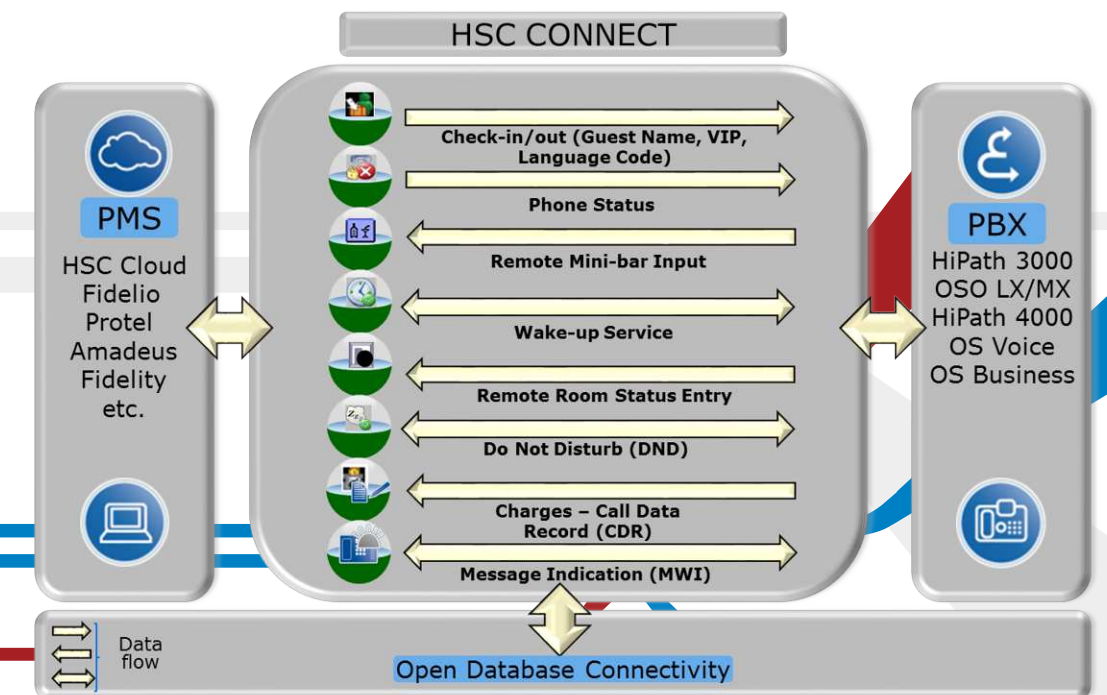 HSC CONNECT
PMS
HSC Cloud
Fidelio
Protel
Amadeus
Fidelity
etc.
Check-in/out (Guest Name, VIP,
Language Code)
Phone Status
Remote Mini-bar Input
Wake-up Service
Remote Room Status Entry
Do Not Disturb (DND)
Charges – Call Data
Record (CDR)
Message Indication (MWI)
PBX
HiPath 3000
OSO LX/MX
HiPath 4000
OS Voice
OS Business
Data
flow
Open Database Connectivity